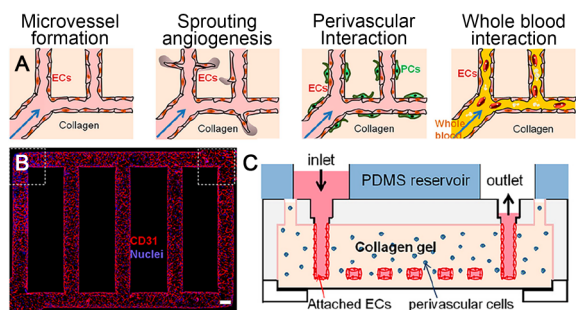 Microvessel formation
Sprouting angiogenesis
Perivascular Interaction
Whole blood interaction
A
ECs
Collagen
ECs
Collagen
ECs
PCs
Collagen
ECs
Whole blood
Collagen
B
CD31
Nuclei
C
inlet
PDMS reservoir
outlet
Collagen gel
Attached ECs
perivascular cells